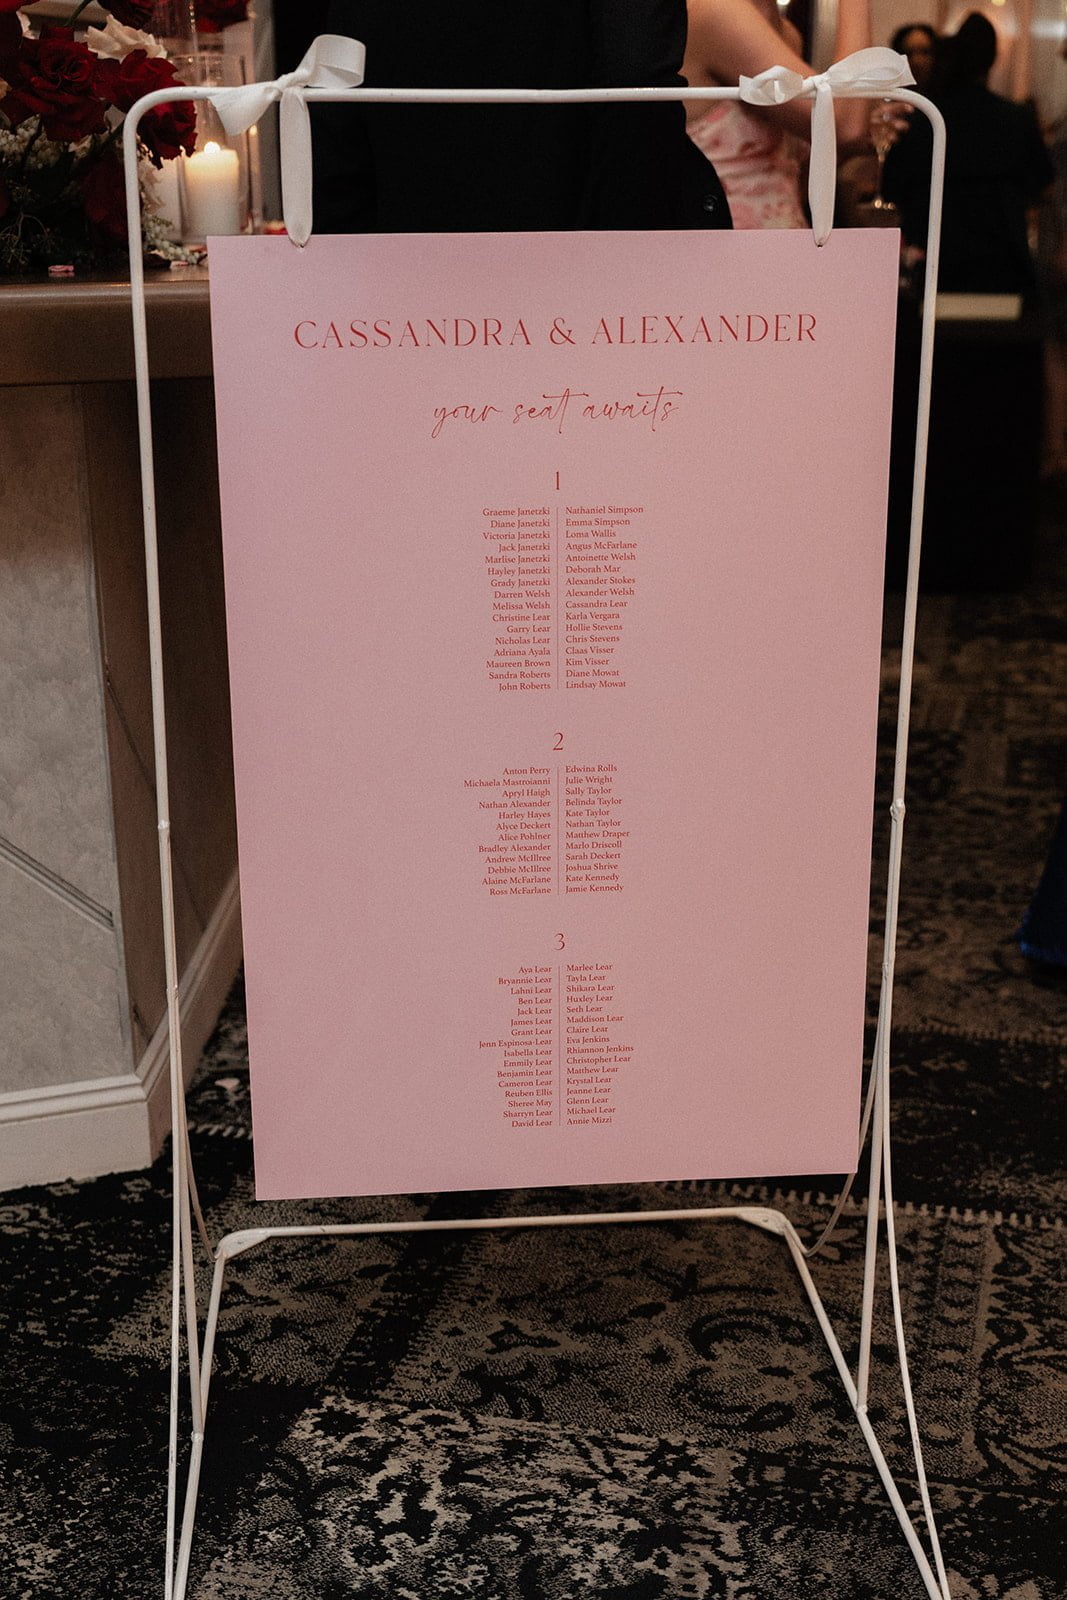 CASSANDRA & ALEXANDER
your seat awaits
1
Graeme Janetzki
Diane Janetzki
Victoria Janetzki
Jack Janetzki
Marlise Janetzki
Hayley Janetzki
Grady Janetzki
Darren Welsh
Melissa Welsh
Christine Lear
Garry Lear
Nicholas Lear
Adriana Ayala
Maureen Brown
Sandra Roberts
John Roberts
Nathaniel Simpson
Emma Simpson
Loma Wallis
Angus McFarlane
Antoinette Welsh
Deborah Mar
Alexander Stokes
Alexander Welsh
Cassandra Lear
Karla Vergara
Hollie Stevens
Chris Stevens
Claas Visser
Kim Visser
Diane Mowat
Lindsay Mowat
2
Anton Perry
Michaela Mastroianni
Apryl Haigh
Nathan Alexander
Harley Hayes
Alyce Deckert
Alice Pohlner
Bradley Alexander
Andrew McIllree
Debbie McIllree
Alaine McFarlane
Ross McFarlane
Edwina Rolls
Julie Wright
Sally Taylor
Belinda Taylor
Kate Taylor
Nathan Taylor
Matthew Draper
Marlo Driscoll
Sarah Deckert
Joshua Shrive
Kate Kennedy
Jamie Kennedy
3
Aya Lear
Bryannie Lear
Lahni Lear
Ben Lear
Jack Lear
James Lear
Grant Lear
Jenn Espinosa-Lear
Isabella Lear
Emmily Lear
Benjamin Lear
Cameron Lear
Reuben Ellis
Sheree May
Sharryn Lear
David Lear
Marlee Lear
Tayla Lear
Shikara Lear
Huxley Lear
Seth Lear
Maddison Lear
Claire Lear
Eva Jenkins
Rhiannon Jenkins
Christopher Lear
Matthew Lear
Krystal Lear
Jeanne Lear
Glenn Lear
Michael Lear
Annie Mizzi